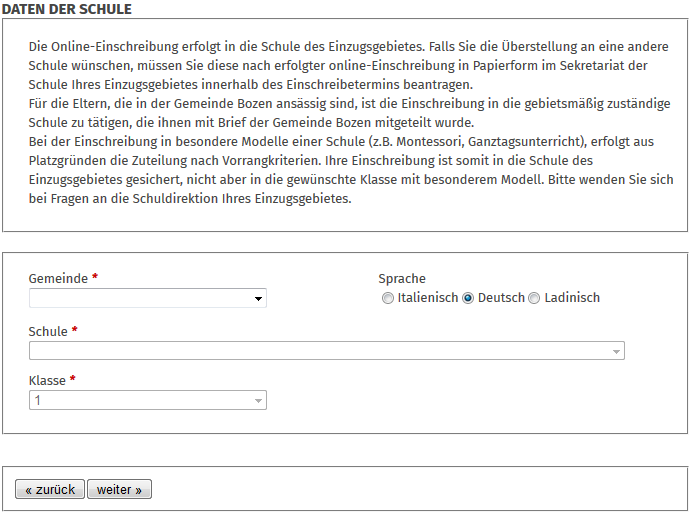 DATEN DER SCHULE
Die Online-Einschreibung erfolgt in die Schule des Einzugsgebietes. Falls Sie die Überstellung an eine andere
Schule wünschen, müssen Sie diese nach erfolgter online-Einschreibung in Papierform im Sekretariat der
Schule Ihres Einzugsgebietes innerhalb des Einschreibetermins beantragen.
Für die Eltern, die in der Gemeinde Bozen ansässig sind, ist die Einschreibung in die gebietsmäßig zuständige
Schule zu tätigen, die ihnen mit Brief der Gemeinde Bozen mitgeteilt wurde.
Bei der Einschreibung in besondere Modelle einer Schule (z.B. Montessori, Ganztagsunterricht), erfolgt aus
Platzgründen die Zuteilung nach Vorrangkriterien. Ihre Einschreibung ist somit in die Schule des
Einzugsgebietes gesichert, nicht aber in die gewünschte Klasse mit besonderem Modell. Bitte wenden Sie sich
bei Fragen an die Schuldirektion Ihres Einzugsgebietes.
Gemeinde * Sprache
Italienisch Deutsch Ladinisch
Schule *
Klasse *
1
« zurück weiter »